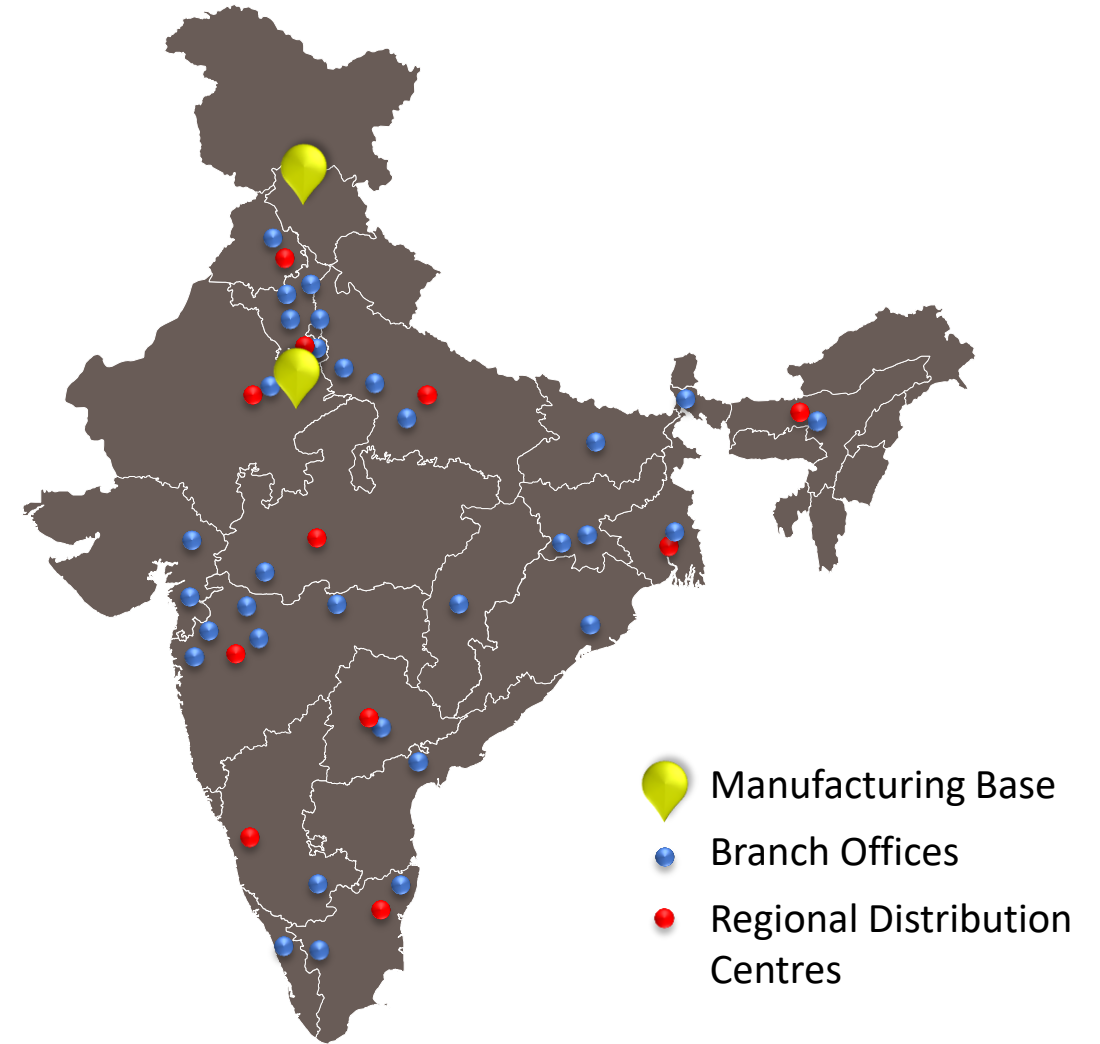 Manufacturing Base
Branch Offices
Regional Distribution
Centres